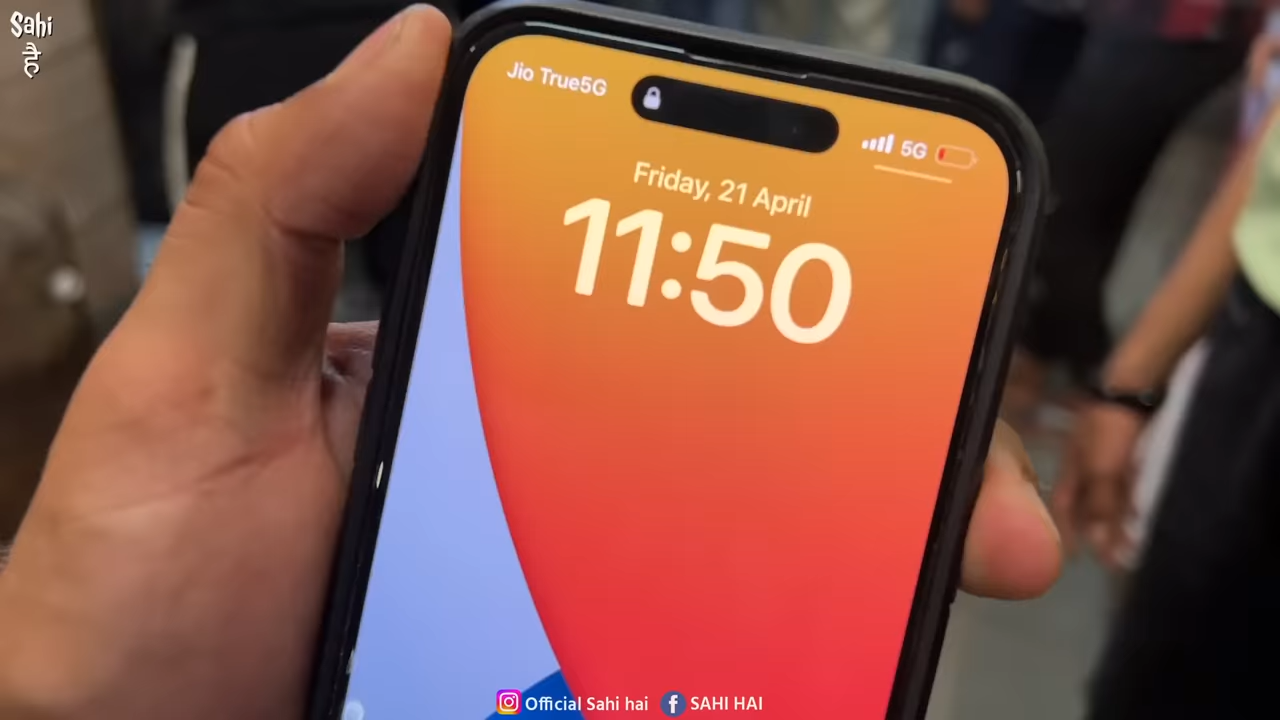 Sahi
है
Jio True5G
5G
Friday, 21 April
11:50
Official Sahi hai
SAHI HAI